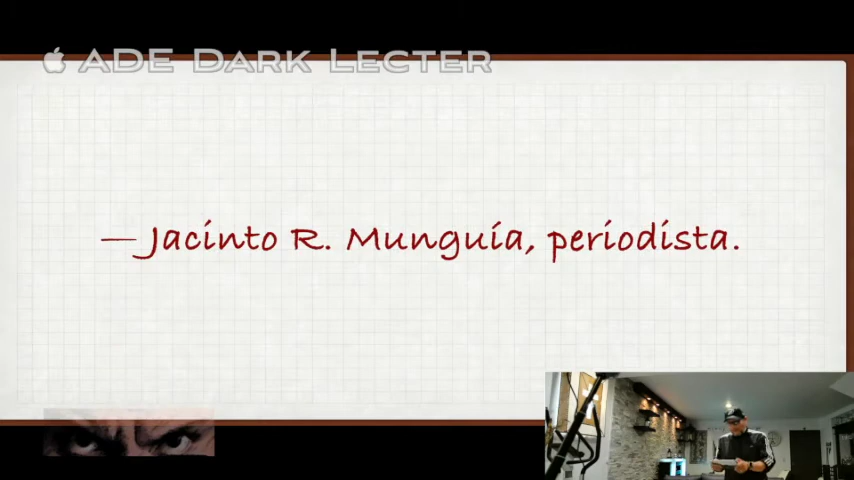 ADE DARK LECTER
— Jacinto R. Munguía, periodista.